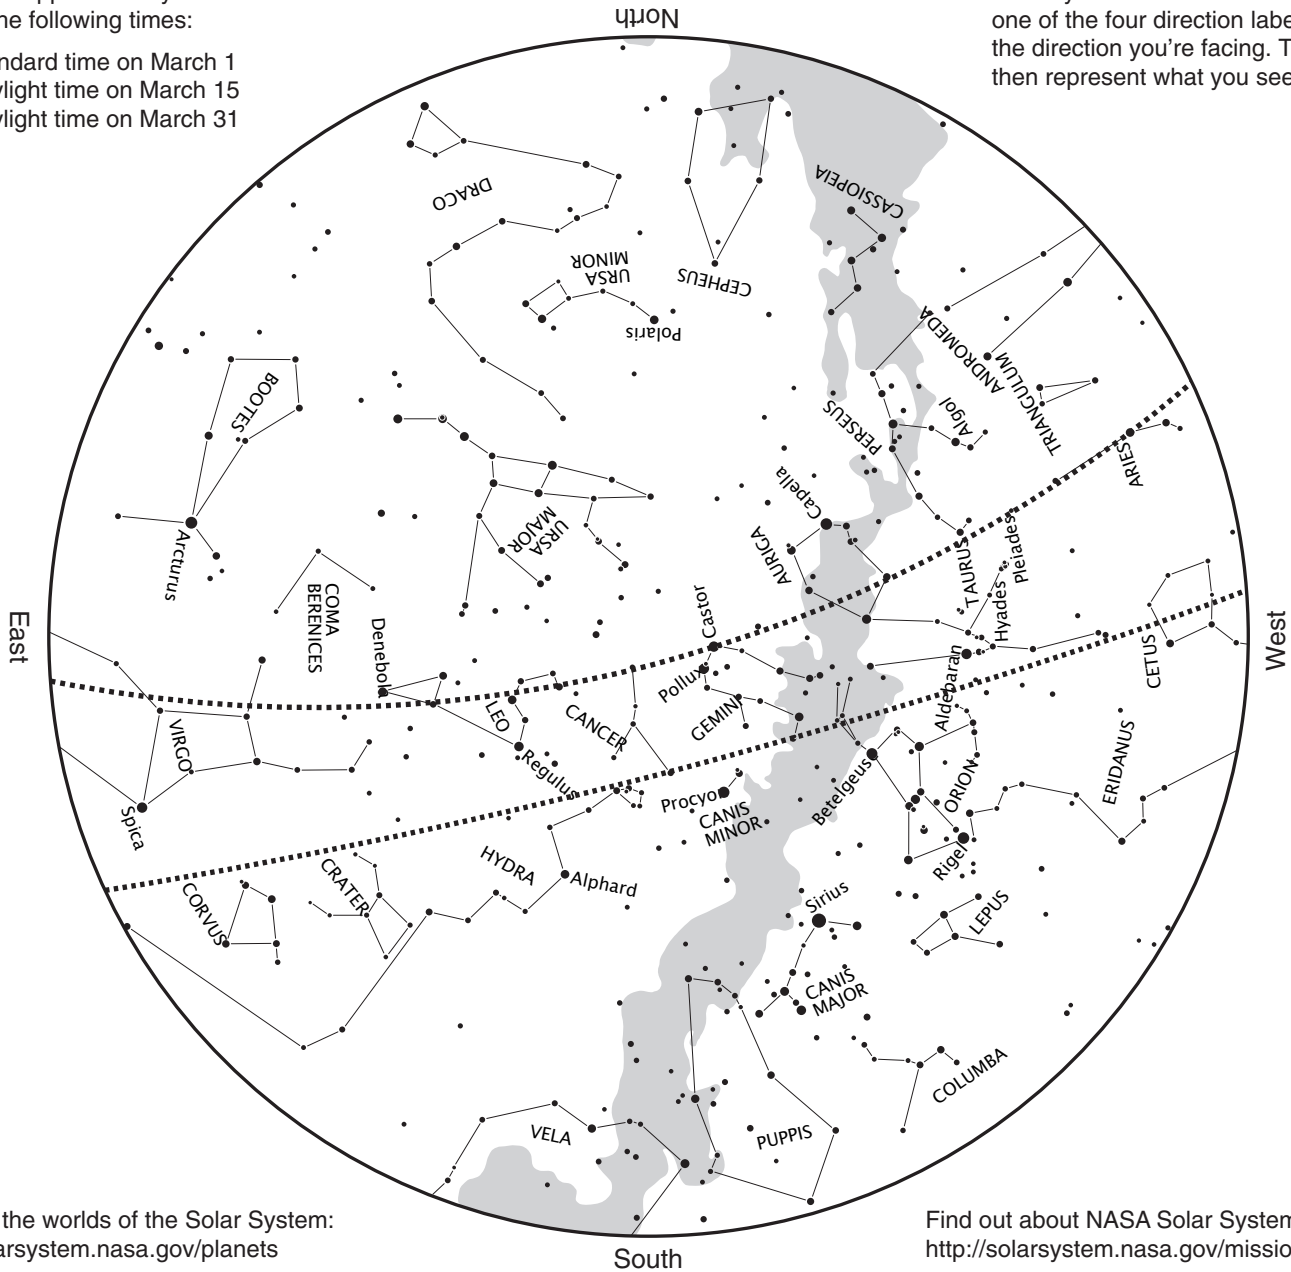 he following times:
ndard time on March 1
ylight time on March 15
ylight time on March 31
one of the four direction labe
the direction you're facing. T
then represent what you see
North
DRACO
CASSIOPEIA
CEPHEUS
URSA
MINOR
Polaris
ANDROMEDA
TRIANGULUM
BOOTES
PERSEUS
Algol
ARIES
Capella
URSA
MAJOR
AURIGA
Arcturus
TAURUS
Pleiades
COMA
BERENICES
Castor
Hyades
East
West
Denebola
Pollux
Aldebaran
CETUS
LEO
CANCER
GEMINI
VIRGO
Regulus
Procyo
CANIS
MINOR
Betelgeus
ORION
ERIDANUS
Spica
Rigel
HYDRA
Alphard
CRATER
CORVUS
Sirius
LEPUS
CANIS
MAJOR
COLUMBA
VELA
PUPPIS
the worlds of the Solar System:
arsystem.nasa.gov/planets
South
Find out about NASA Solar System
http://solarsystem.nasa.gov/missio